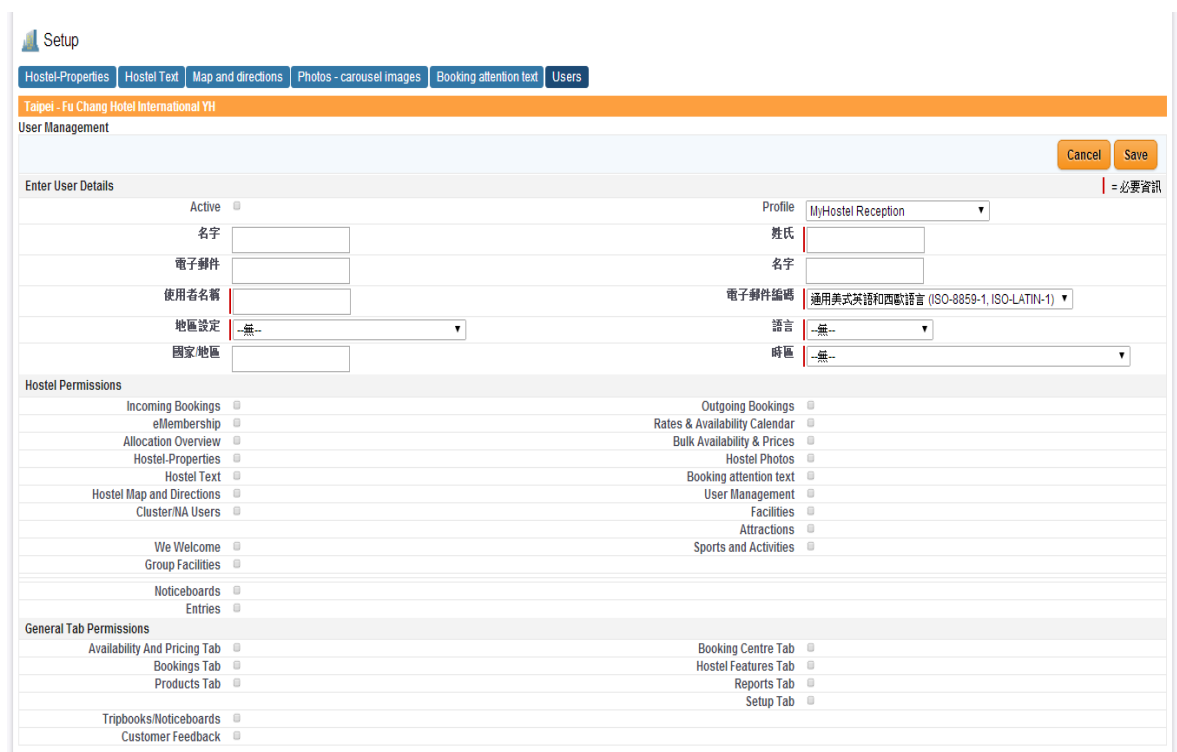 Setup
Hostel-Properties Hostel Text Map and directions Photos - carousel images Booking attention text Users
Taipei - Fu Chang Hotel International YH
User Management
Cancel Save
Enter User Details = 必要資訊
Active Profile MyHostel Reception
名字 姓氏
電子郵件 名字
使用者名稱 電子郵件編碼 通用美式英語和西歐語言 (ISO-8859-1, ISO-LATIN-1)
地區設定 --無-- 語言 --無--
國家/地區 時區 --無--
Hostel Permissions
Incoming Bookings Outgoing Bookings
eMembership Rates & Availability Calendar
Allocation Overview Bulk Availability & Prices
Hostel-Properties Hostel Photos
Hostel Text Booking attention text
Hostel Map and Directions User Management
Cluster/NA Users Facilities
Attractions
We Welcome Sports and Activities
Group Facilities
Noticeboards
Entries
General Tab Permissions
Availability And Pricing Tab Booking Centre Tab
Bookings Tab Hostel Features Tab
Products Tab Reports Tab
Setup Tab
Tripbooks/Noticeboards
Customer Feedback